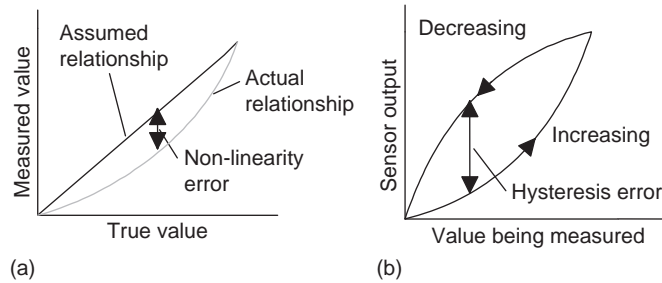 Assumed
relationship
Actual
relationship
Non-linearity
error
Measured value
True value
(a)
Decreasing
Increasing
Hysteresis error
Sensor output
Value being measured
(b)